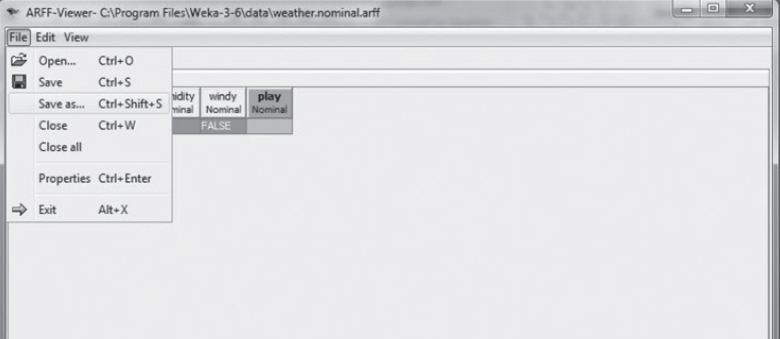 ARFF-Viewer- C:\Program Files\Weka-3-6\data\weather.nominal.arff
File Edit View
Open... Ctrl+O
Save Ctrl+S
Save as... Ctrl+Shift+S
Close Ctrl+W
Close all
Properties Ctrl+Enter
Exit Alt+X
idity windy play
minal Nominal Nominal
FALSE